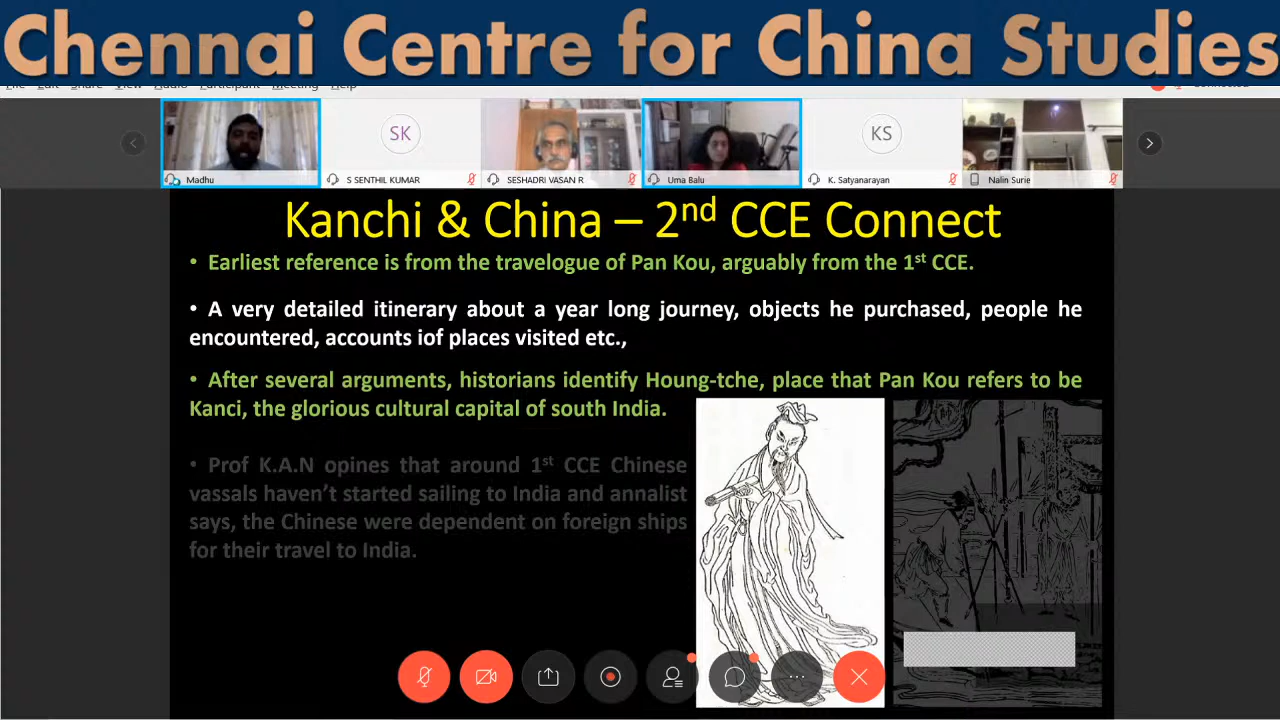 Chennai Centre for China Studies
File Edit Share View Audio Participant Meeting Help
Connected
SK
KS
Madhu
S SENTHIL KUMAR
SESHADRI VASAN R
Uma Balu
K. Satyanarayan
Nalin Surie
Kanchi & China – 2nd CCE Connect
• Earliest reference is from the travelogue of Pan Kou, arguably from the 1st CCE.
• A very detailed itinerary about a year long journey, objects he purchased, people he
encountered, accounts iof places visited etc.,
• After several arguments, historians identify Houng-tche, place that Pan Kou refers to be
Kanci, the glorious cultural capital of south India.
• Prof K.A.N opines that around 1st CCE Chinese
vassals haven't started sailing to India and annalist
says, the Chinese were dependent on foreign ships
for their travel to India.